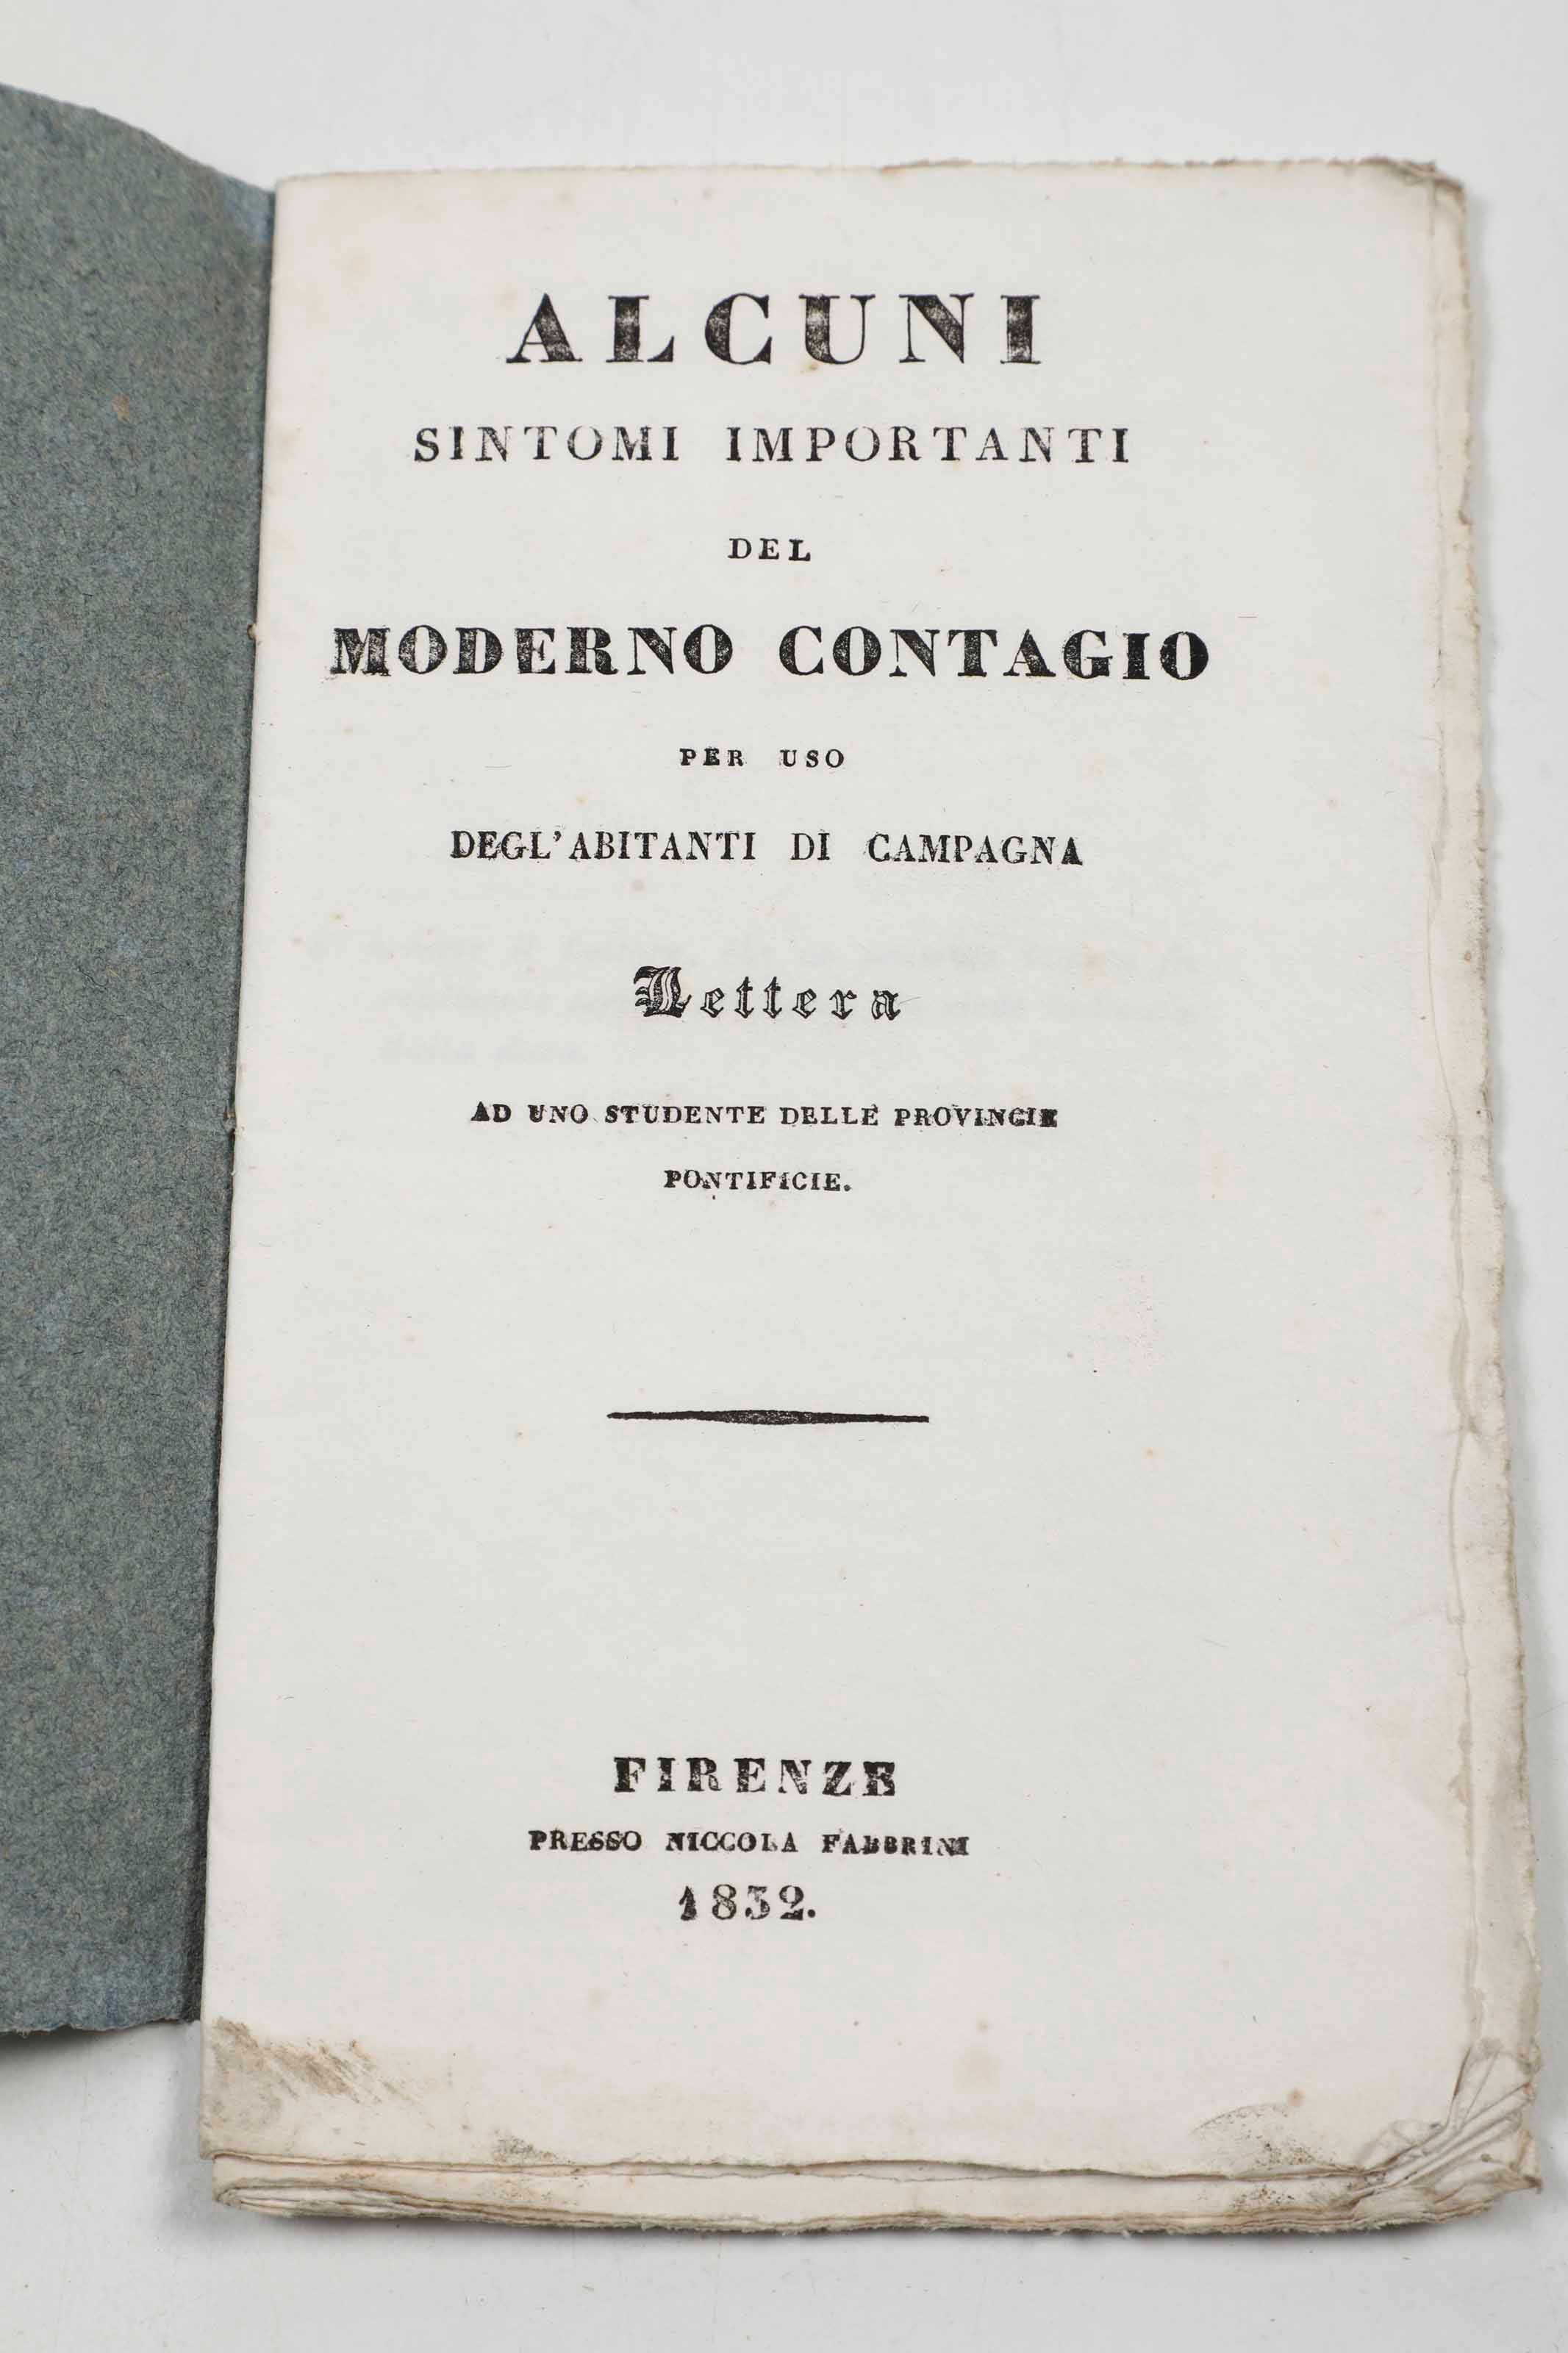 ALCUNI
SINTOMI IMPORTANTI
DEL
MODERNO CONTAGIO
PER USO
DEGL'ABITANTI DI CAMPAGNA
Lettera
AD UNO STUDENTE DELLE PROVINCIE
PONTIFICIE.
FIRENZE
PRESSO NICCOLA FABBRINI
1832.